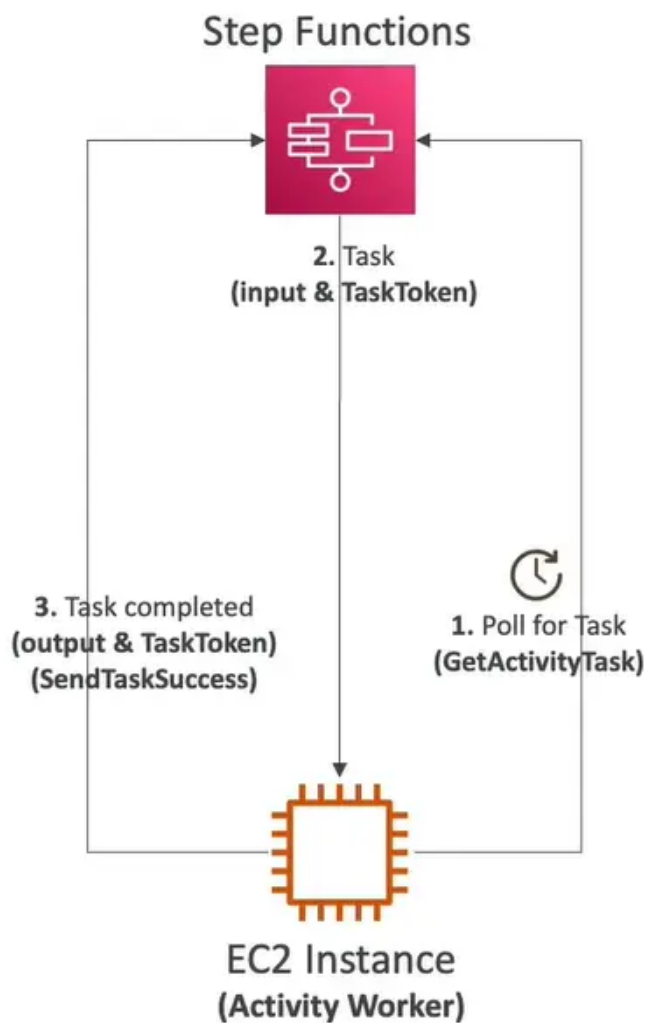 Step Functions
2. Task
(input & TaskToken)
3. Task completed
(output & TaskToken)
(SendTaskSuccess)
1. Poll for Task
(GetActivityTask)
EC2 Instance
(Activity Worker)